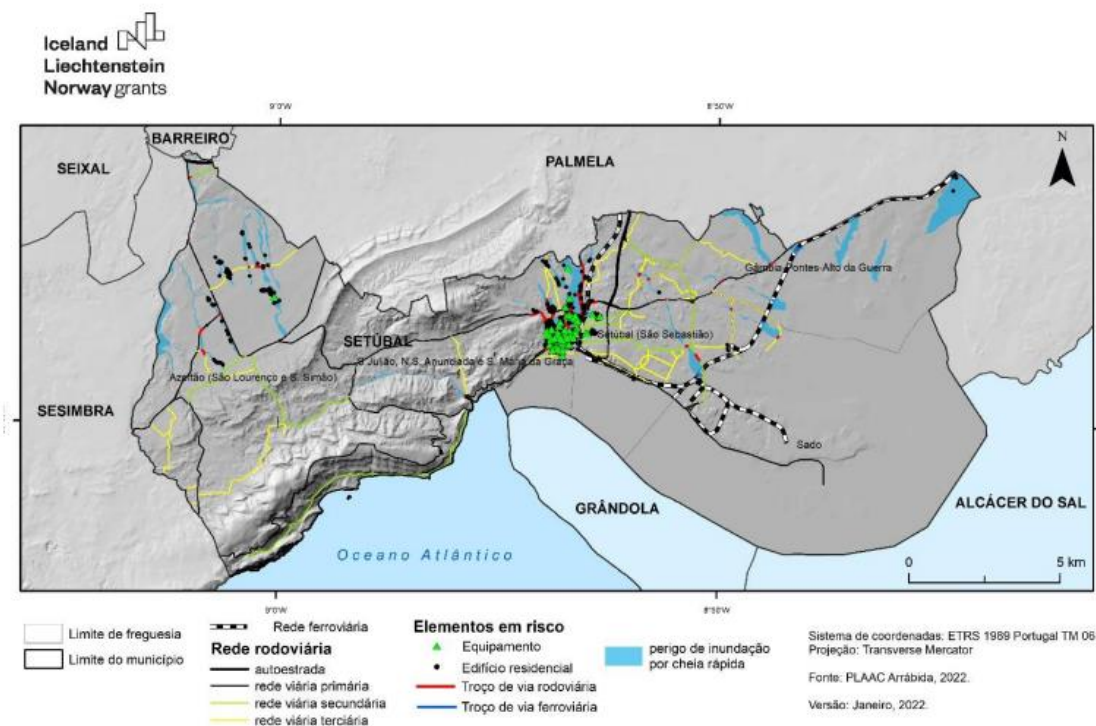 Iceland
Liechtenstein
Norway grants
9°0'W
8°50'W
BARREIRO
SEIXAL
PALMELA
N
Gâmbia-Pontes-Alto da Guerra
SETÚBAL
Setúbal (São Sebastião)
S Julião, N.S. Anunciada e S. Maria da Graça
Azeitão (São Lourenço e S. Simão)
SESIMBRA
Sado
GRÂNDOLA
ALCÁCER DO SAL
Oceano Atlântico
0
5 km
9°0'W
8°50'W
Limite de freguesia
Limite do município
Rede ferroviária
Rede rodoviária
autoestrada
rede viária primária
rede viária secundária
rede viária terciária
Elementos em risco
Equipamento
Edifício residencial
Troço de via rodoviária
Troço de via ferroviária
perigo de inundação
por cheia rápida
Sistema de coordenadas: ETRS 1989 Portugal TM 06
Projeção: Transverse Mercator
Fonte: PLAAC Arrábida, 2022.
Versão: Janeiro, 2022.